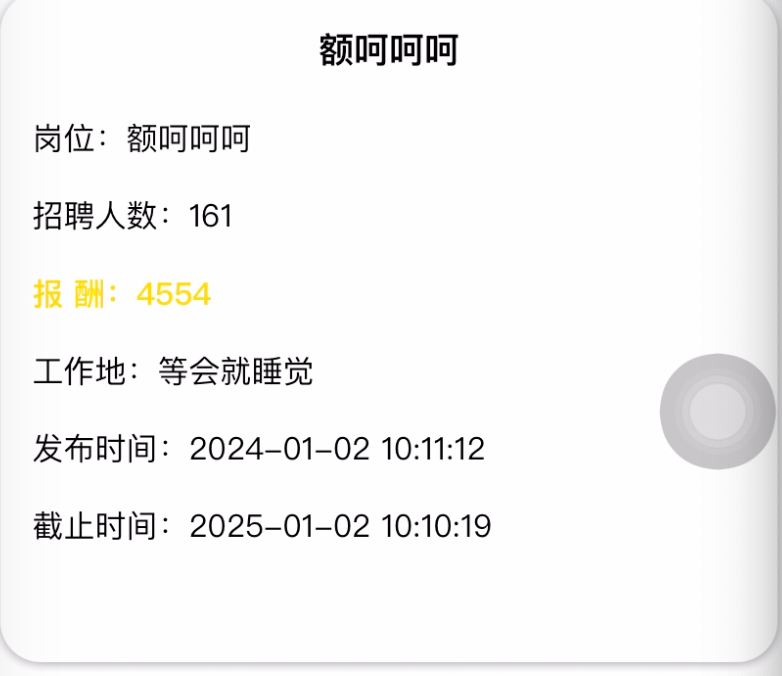 额呵呵呵
岗位：额呵呵呵
招聘人数：161
报 酬：4554
工作地：等会就睡觉
发布时间：2024-01-02 10:11:12
截止时间：2025-01-02 10:10:19